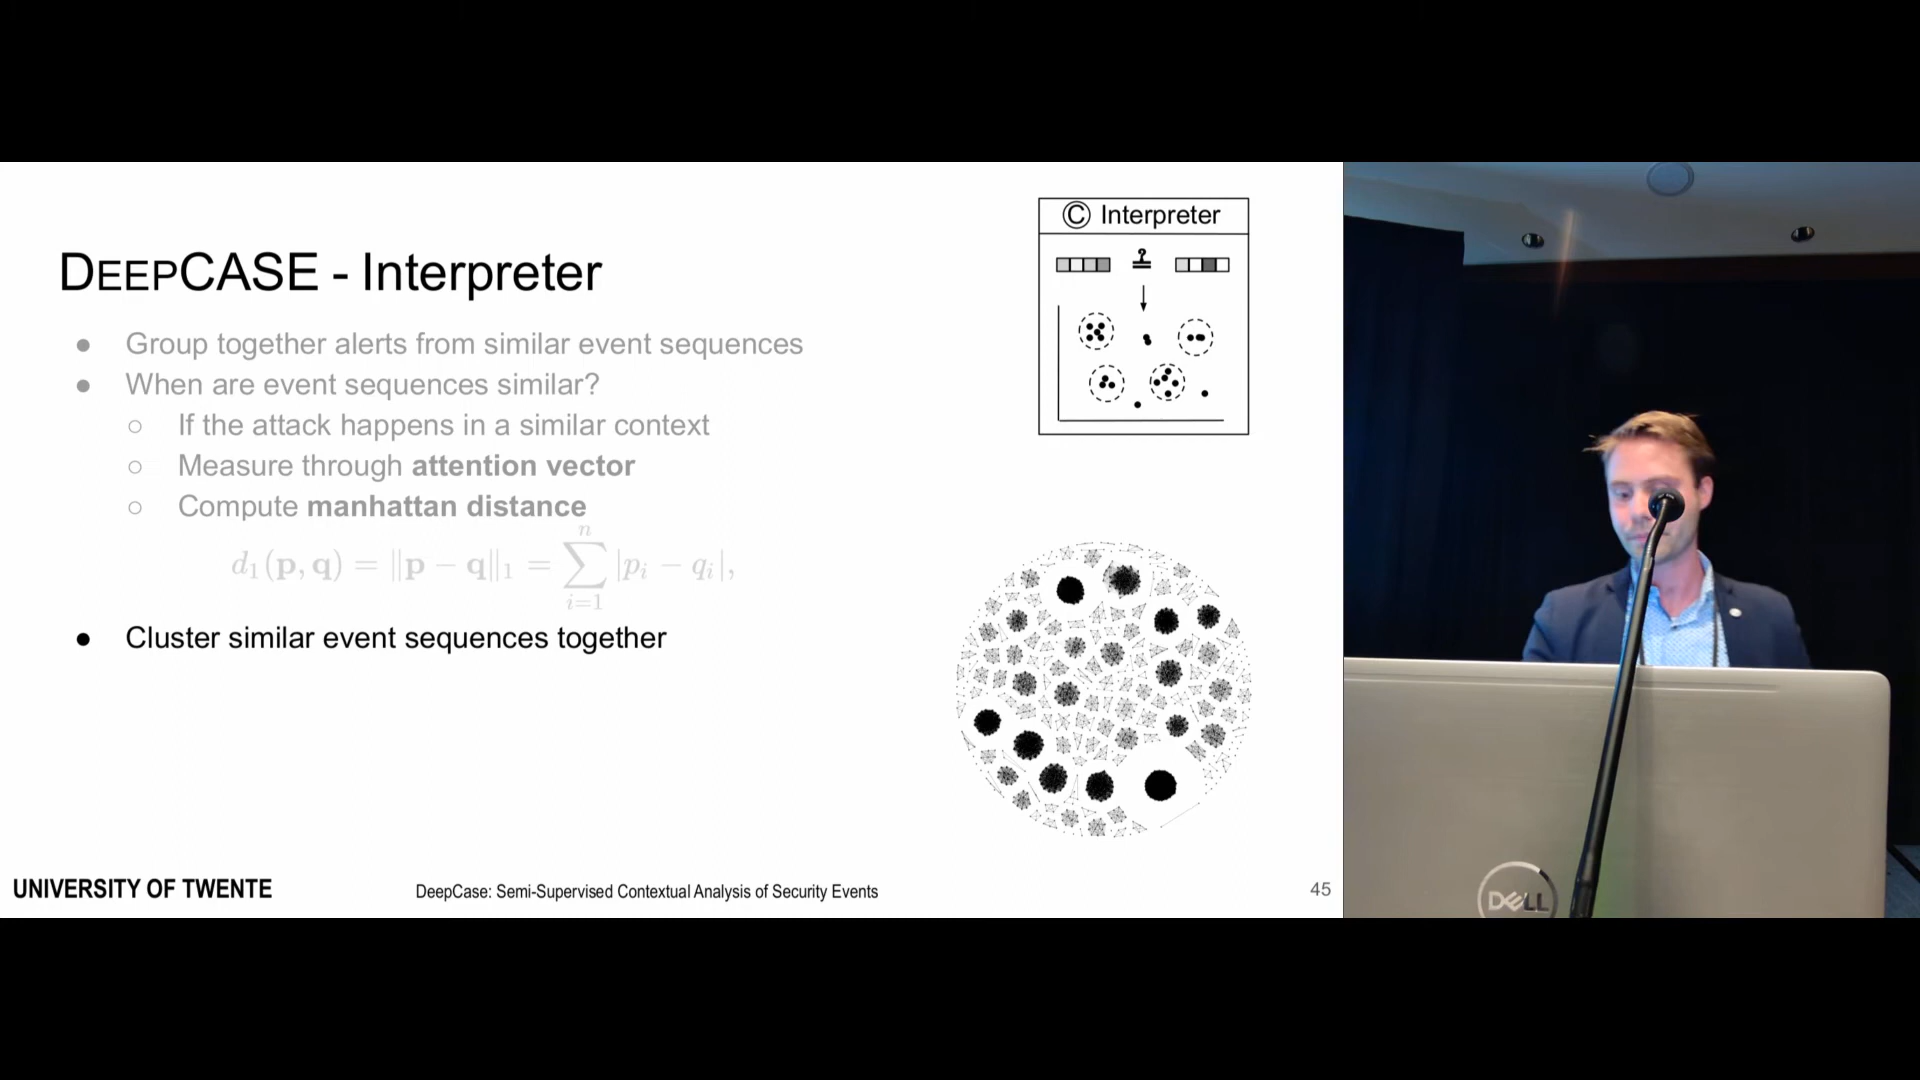 DEEPCASE - Interpreter
● Group together alerts from similar event sequences
● When are event sequences similar?
○ If the attack happens in a similar context
○ Measure through attention vector
○ Compute manhattan distance
d₁(p, q) = ‖p − q‖₁ = ∑ᵢ₌₁ⁿ |pᵢ − qᵢ|,
● Cluster similar event sequences together
Ⓒ Interpreter
≟
UNIVERSITY OF TWENTE
DeepCase: Semi-Supervised Contextual Analysis of Security Events
45
DELL